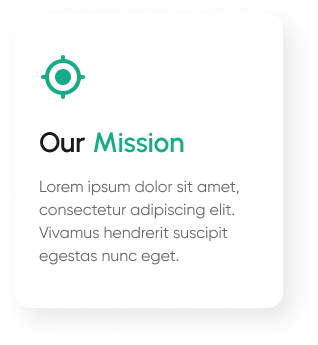 Our Mission
Lorem ipsum dolor sit amet,
consectetur adipiscing elit.
Vivamus hendrerit suscipit
egestas nunc eget.